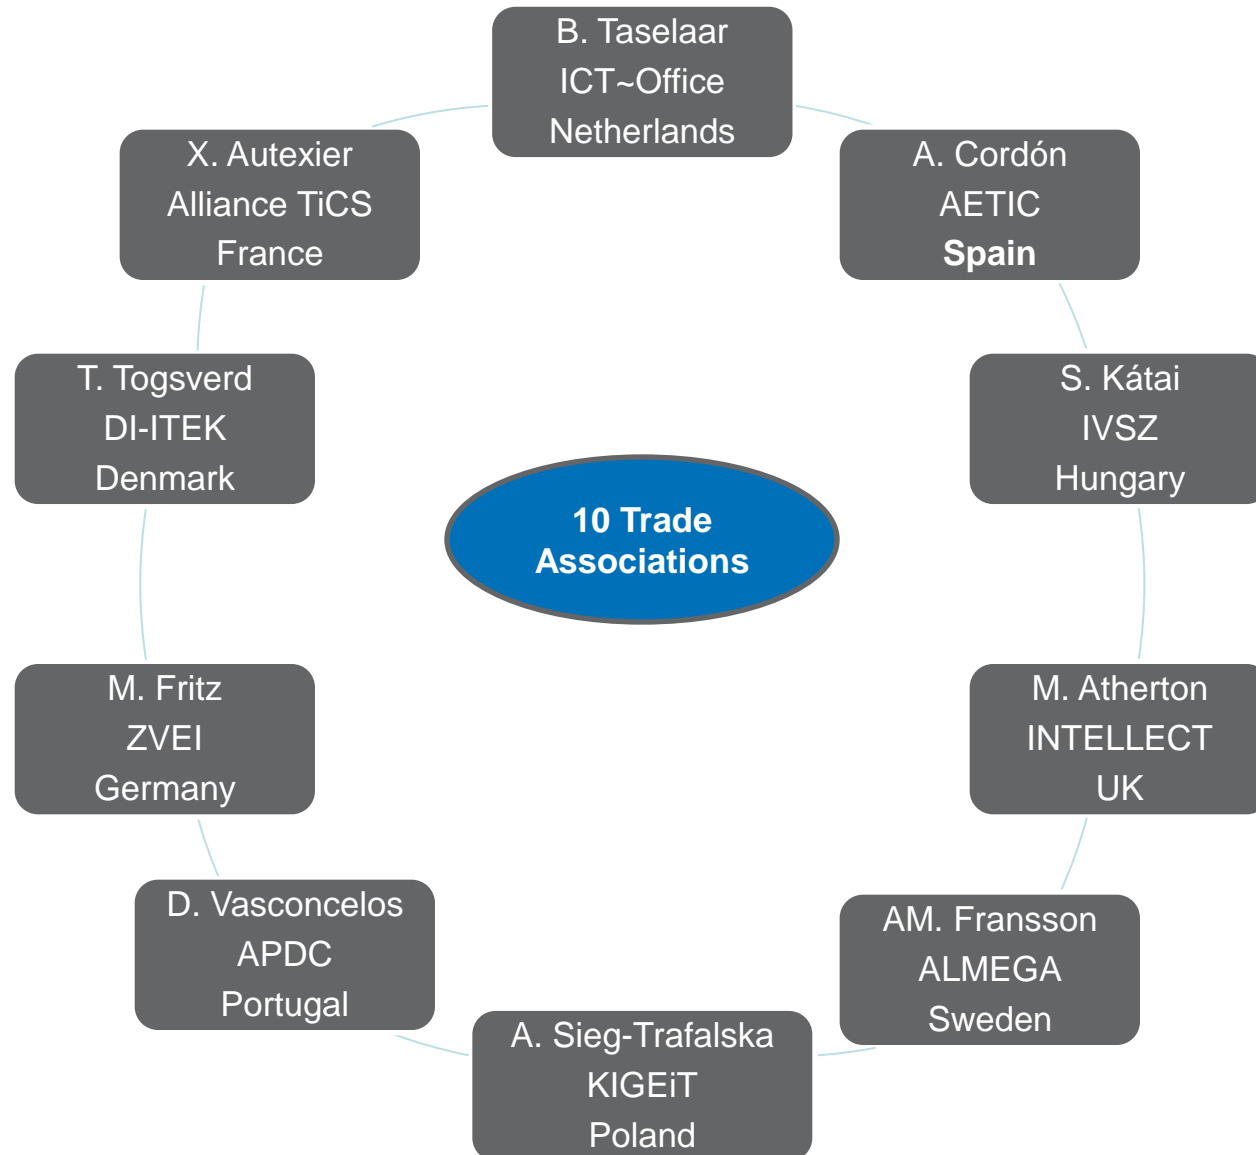 B. Taselaar
ICT~Office
Netherlands
A. Cordón
AETIC
Spain
S. Kátai
IVSZ
Hungary
M. Atherton
INTELLECT
UK
AM. Fransson
ALMEGA
Sweden
A. Sieg-Trafalska
KIGEiT
Poland
D. Vasconcelos
APDC
Portugal
M. Fritz
ZVEI
Germany
T. Togsverd
DI-ITEK
Denmark
X. Autexier
Alliance TiCS
France
10 Trade
Associations